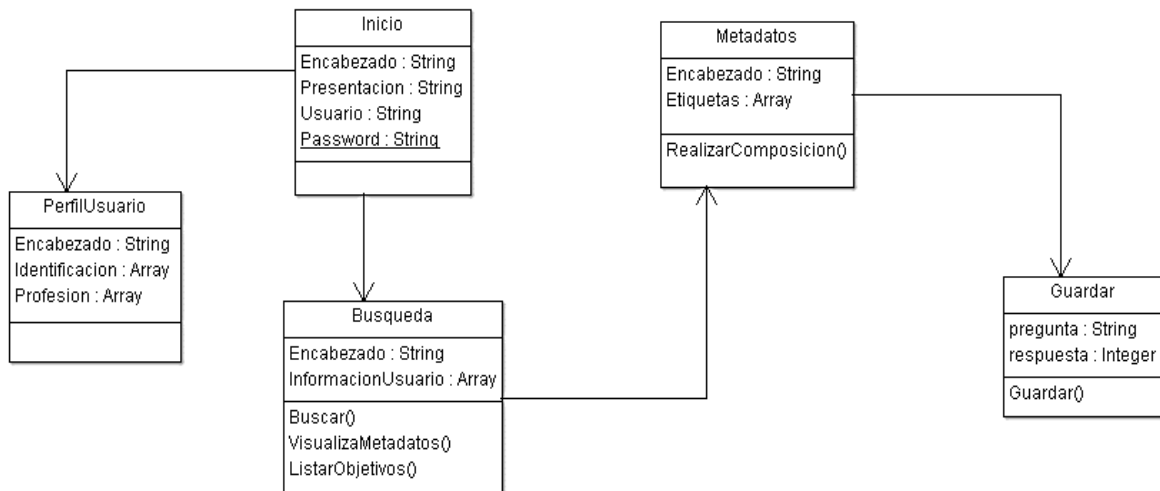 Inicio
Encabezado : String
Presentacion : String
Usuario : String
Password : String
Metadatos
Encabezado : String
Etiquetas : Array
RealizarComposicion()
PerfilUsuario
Encabezado : String
Identificacion : Array
Profesion : Array
Busqueda
Encabezado : String
InformacionUsuario : Array
Buscar()
VisualizaMetadatos()
ListarObjetivos()
Guardar
pregunta : String
respuesta : Integer
Guardar()